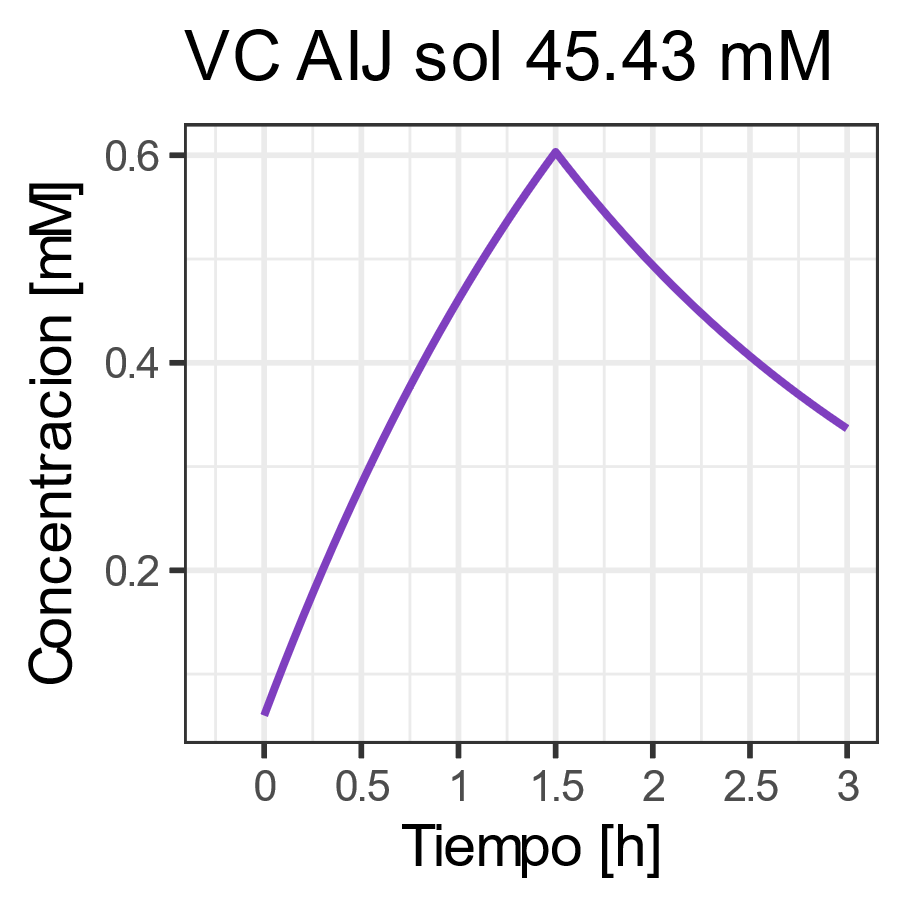 VC AIJ sol 45.43 mM
Concentracion [mM]
0.6
0.4
0.2
0 0.5 1 1.5 2 2.5 3
Tiempo [h]